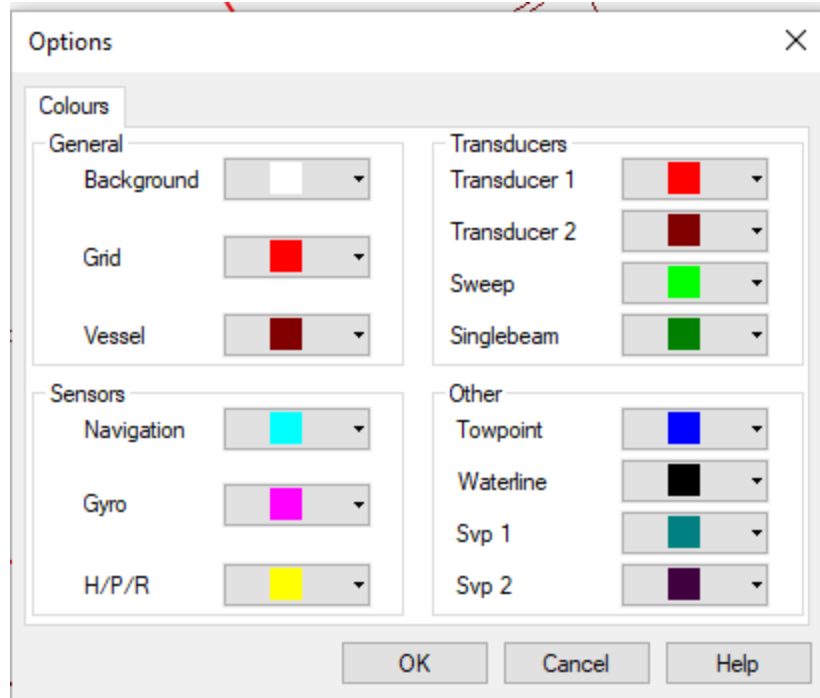 Options
Colours
General
Background
Grid
Vessel
Transducers
Transducer 1
Transducer 2
Sweep
Singlebeam
Sensors
Navigation
Gyro
H/P/R
Other
Towpoint
Waterline
Svp 1
Svp 2
OK
Cancel
Help